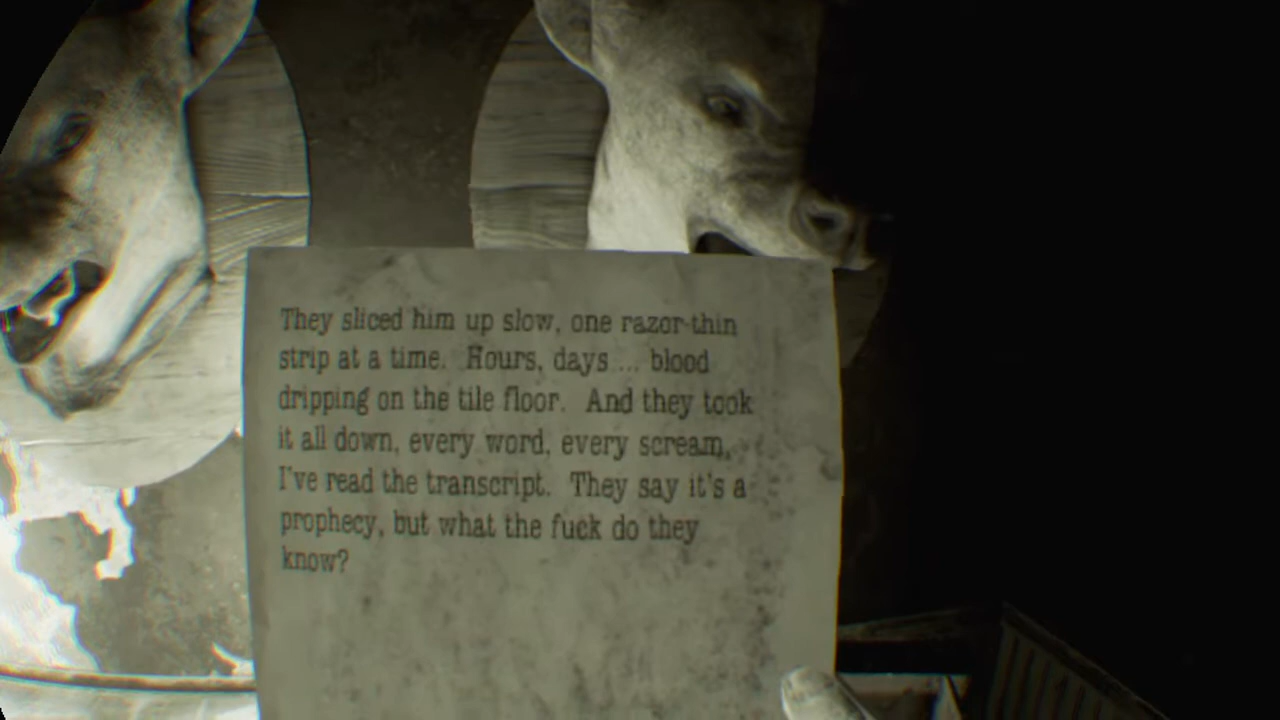 They sliced him up slow, one razor-thin
strip at a time.  Hours, days ... blood
dripping on the tile floor.  And they took
it all down, every word, every scream,
I've read the transcript.  They say it's a
prophecy, but what the fuck do they
know?